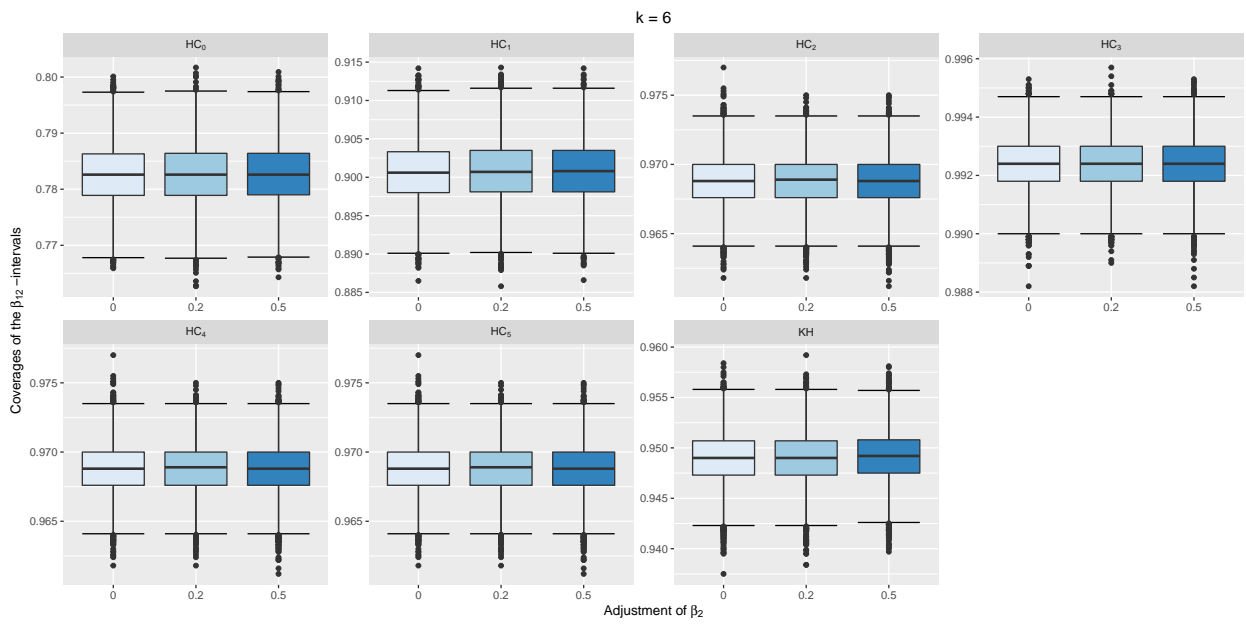 k = 6
HC₀
HC₁
HC₂
HC₃
0.80
0.79
0.78
0.77
0.915
0.910
0.905
0.900
0.895
0.890
0.885
0.975
0.970
0.965
0.996
0.994
0.992
0.990
0.988
0 0.2 0.5
0 0.2 0.5
0 0.2 0.5
0 0.2 0.5
Coverages of the β₁₂ −intervals
HC₄
HC₅
KH
0.975
0.970
0.965
0.975
0.970
0.965
0.960
0.955
0.950
0.945
0.940
0 0.2 0.5
0 0.2 0.5
0 0.2 0.5
Adjustment of β₂